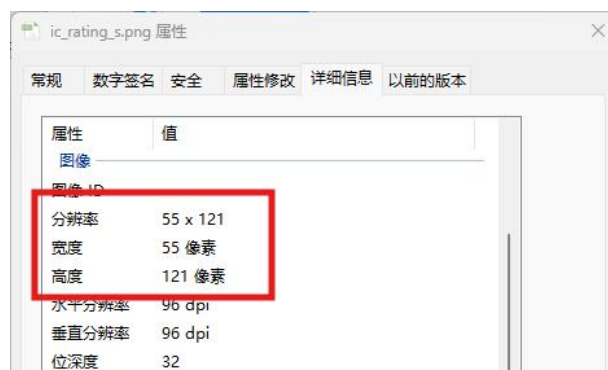 ic_rating_s.png 属性
常规 数字签名 安全 属性修改 详细信息 以前的版本
属性 值
图像
图像 ID
分辨率 55 x 121
宽度 55 像素
高度 121 像素
水平分辨率 96 dpi
垂直分辨率 96 dpi
位深度 32